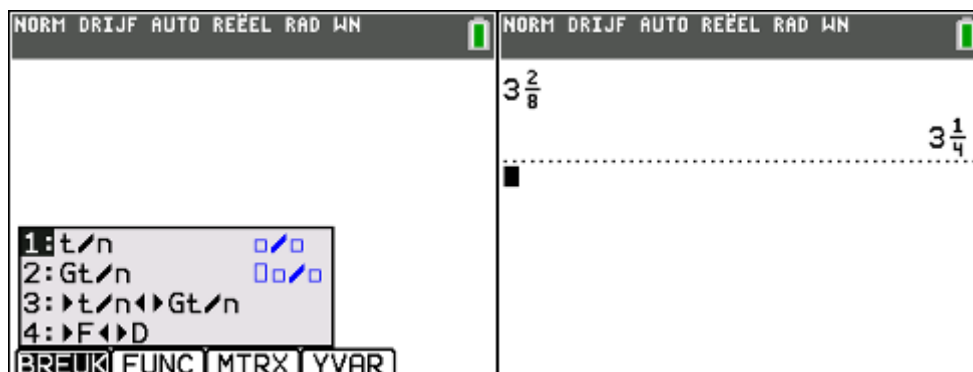 NORM DRIJF AUTO REËEL RAD WN
1:t/n □/□
2:Gt/n □□/□
3:▶t/n◀▶Gt/n
4:▶F◀▶D
BREUK FUNC MTRX YVAR
NORM DRIJF AUTO REËEL RAD WN
3 2/8
3 1/4